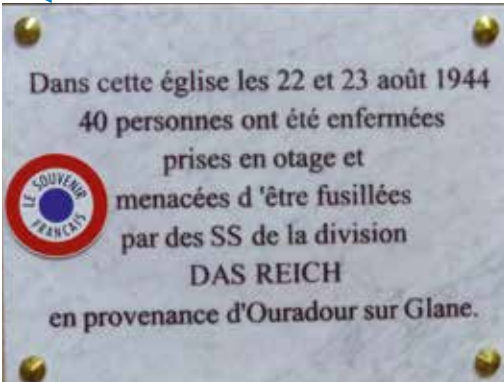 Dans cette église les 22 et 23 août 1944
40 personnes ont été enfermées
prises en otage et
menacées d 'être fusillées
par des SS de la division
DAS REICH
en provenance d'Ouradour sur Glane.
LE SOUVENIR
FRANCAIS